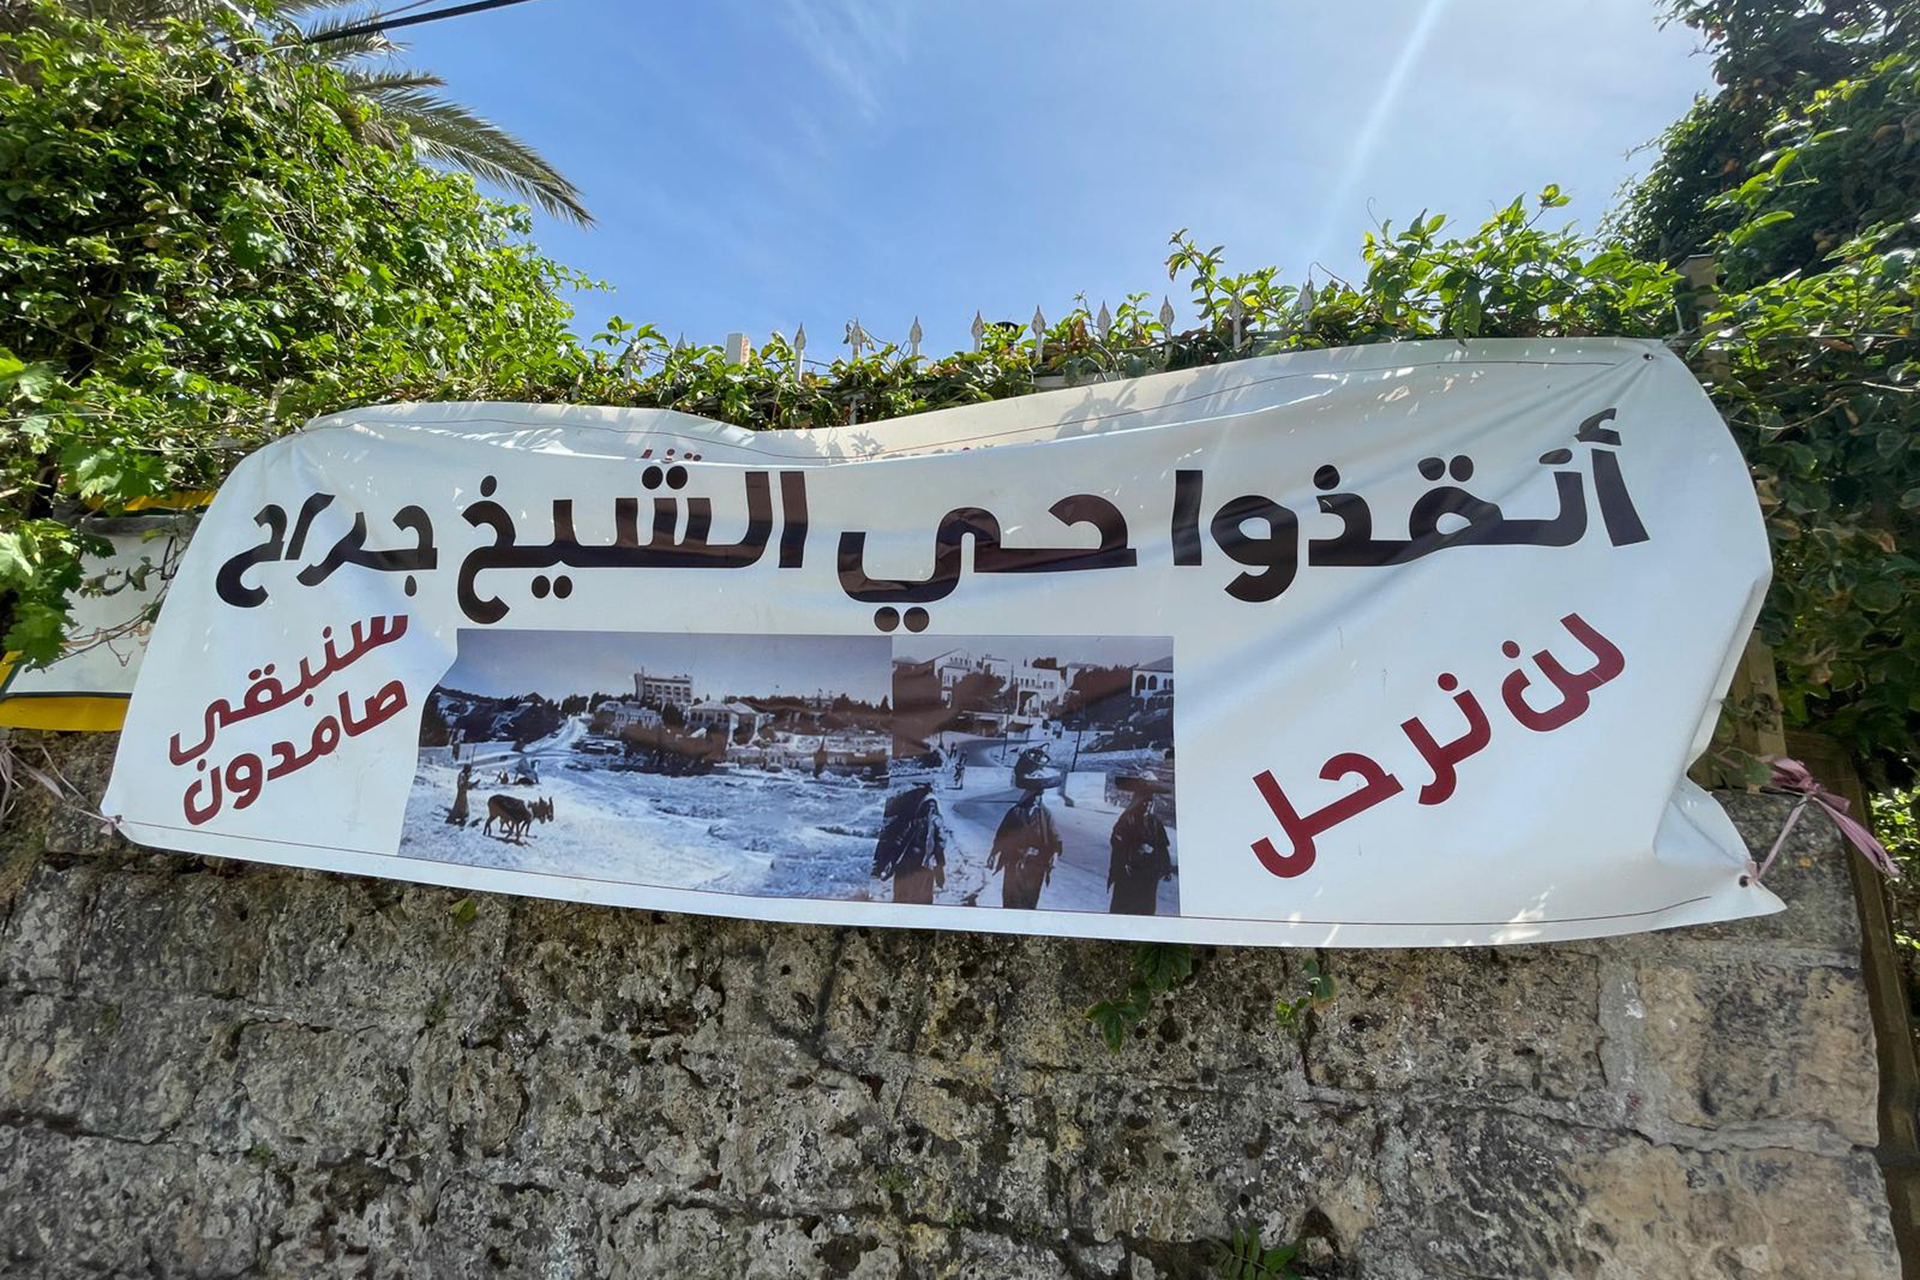 أنقذوا حي الشيخ جراح
لن نرحل
سنبقى
صامدون